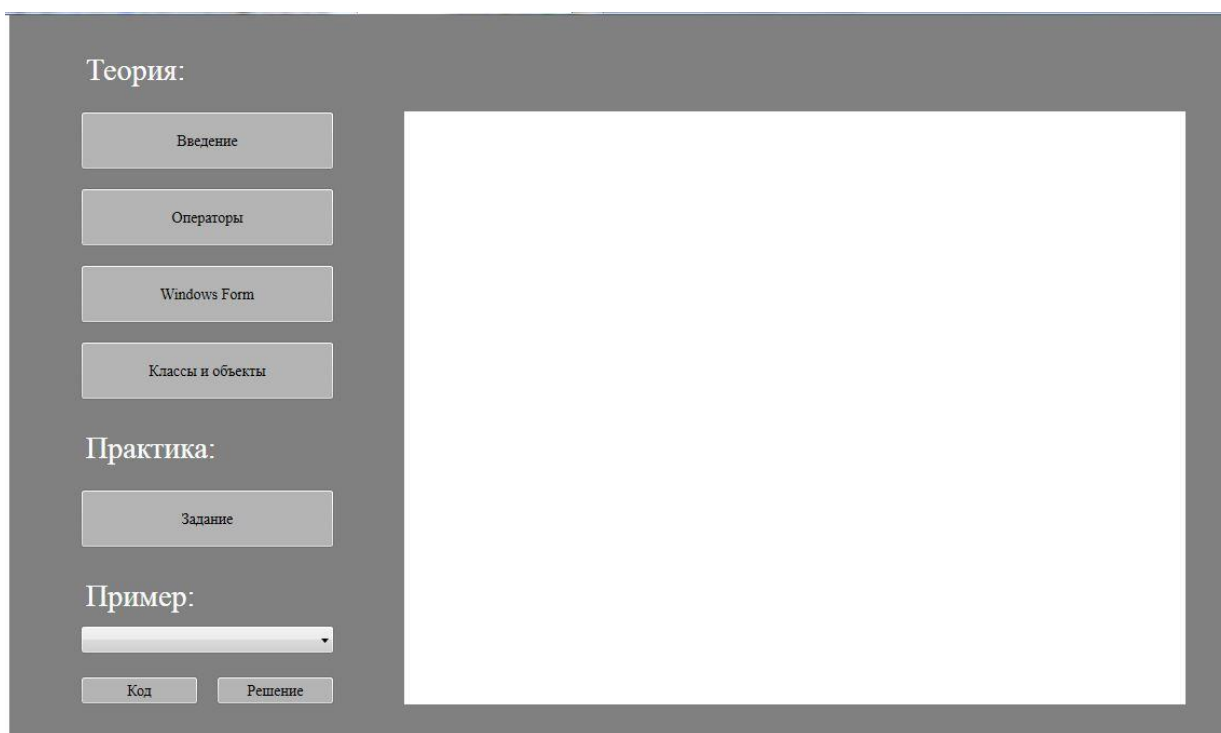 Теория:
Введение
Операторы
Windows Form
Классы и объекты
Практика:
Задание
Пример:
Код Решение